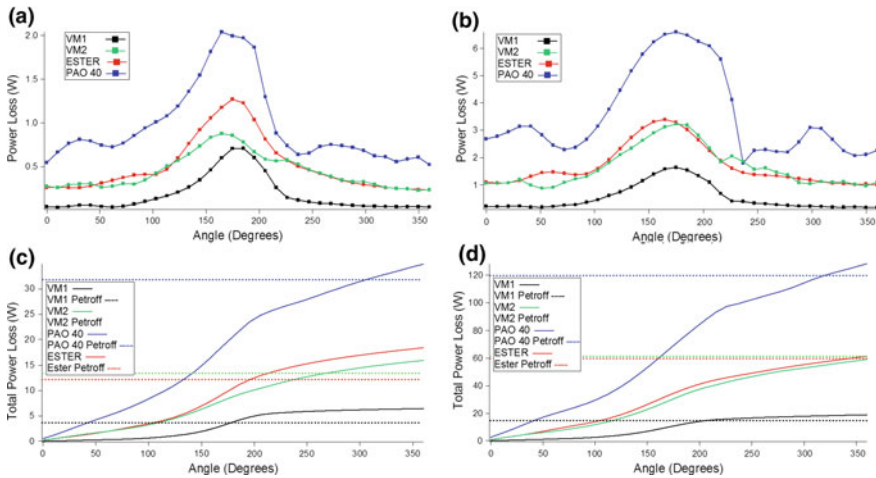 (a)
VM1
VM2
ESTER
PAO 40
Power Loss (W)
2.0
1.5
1.0
0.5
0 50 100 150 200 250 300 350
Angle (Degrees)
(b)
VM1
VM2
ESTER
PAO 40
Power Loss (W)
6
5
4
3
2
1
0
0 50 100 150 200 250 300 350
Angle (Degrees)
(c)
VM1
VM1 Petroff
VM2
VM2 Petroff
PAO 40
PAO 40 Petroff
ESTER
Ester Petroff
Total Power Loss (W)
30
25
20
15
10
5
0
0 50 100 150 200 250 300 350
Angle (Degrees)
(d)
VM1
VM1 Petroff
VM2
VM2 Petroff
PAO 40
PAO 40 Petroff
ESTER
Ester Petroff
Total Power Loss (W)
120
100
80
60
40
20
0
0 50 100 150 200 250 300 350
Angle (Degrees)